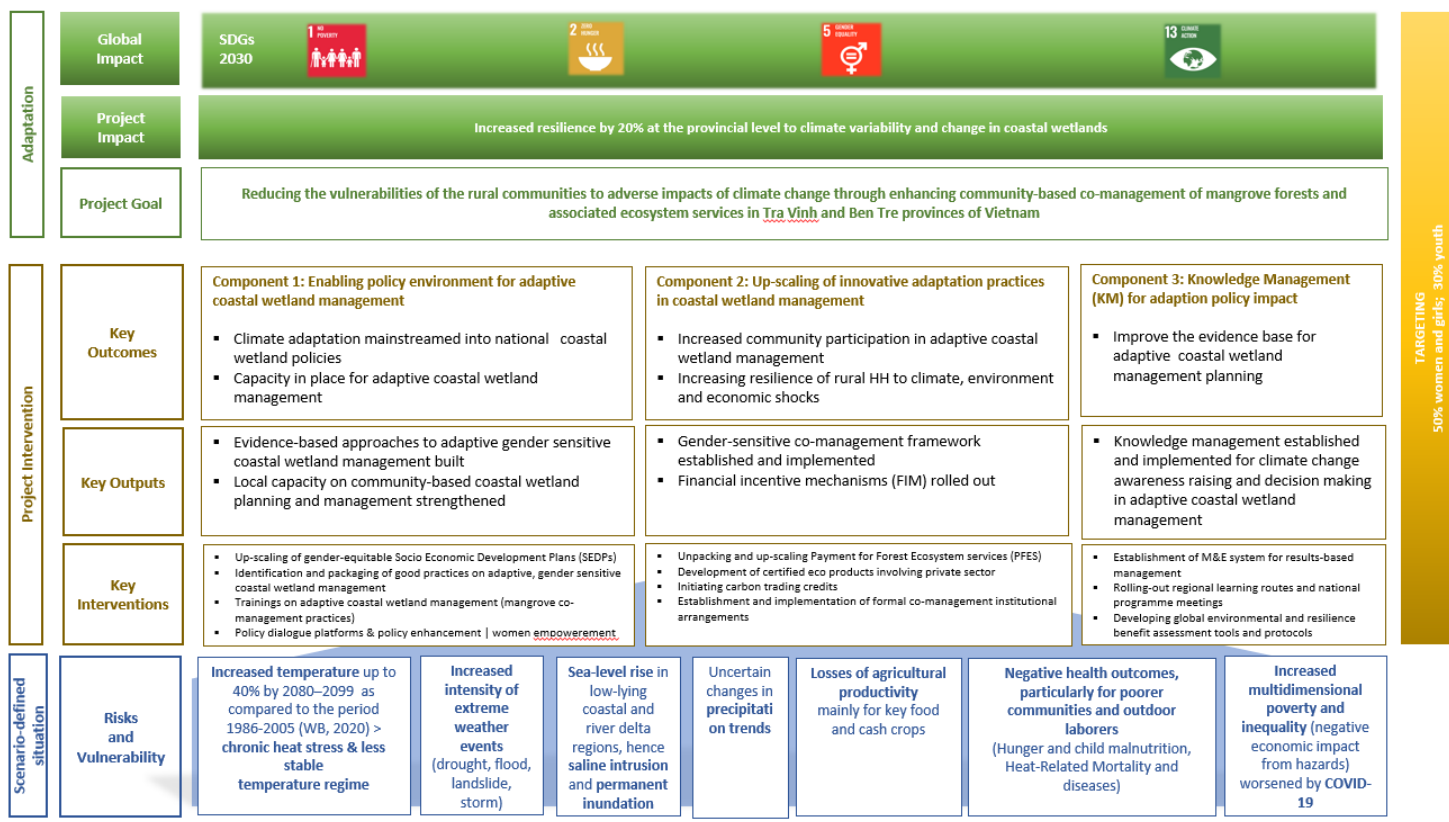 Adaptation
Global
Impact
SDGs
2030
1 NO
POVERTY
2 ZERO
HUNGER
5 GENDER
EQUALITY
13 CLIMATE
ACTION
Project
Impact
Increased resilience by 20% at the provincial level to climate variability and change in coastal wetlands
Project Goal
Reducing the vulnerabilities of the rural communities to adverse impacts of climate change through enhancing community-based co-management of mangrove forests and
associated ecosystem services in Tra Vinh and Ben Tre provinces of Vietnam
TARGETING
50% women and girls; 30% youth
Project Intervention
Key
Outcomes
Component 1: Enabling policy environment for adaptive
coastal wetland management
▪ Climate adaptation mainstreamed into national coastal
wetland policies
▪ Capacity in place for adaptive coastal wetland
management
Component 2: Up-scaling of innovative adaptation practices
in coastal wetland management
▪ Increased community participation in adaptive coastal
wetland management
▪ Increasing resilience of rural HH to climate, environment
and economic shocks
Component 3: Knowledge Management
(KM) for adaption policy impact
▪ Improve the evidence base for
adaptive coastal wetland
management planning
Key Outputs
▪ Evidence-based approaches to adaptive gender sensitive
coastal wetland management built
▪ Local capacity on community-based coastal wetland
planning and management strengthened
▪ Gender-sensitive co-management framework
established and implemented
▪ Financial incentive mechanisms (FIM) rolled out
▪ Knowledge management established
and implemented for climate change
awareness raising and decision making
in adaptive coastal wetland
management
Key
Interventions
▪ Up-scaling of gender-equitable Socio Economic Development Plans (SEDPs)
▪ Identification and packaging of good practices on adaptive, gender sensitive
coastal wetland management
▪ Trainings on adaptive coastal wetland management (mangrove co-
management practices)
▪ Policy dialogue platforms & policy enhancement | women empowerement
▪ Unpacking and up-scaling Payment for Forest Ecosystem services (PFES)
▪ Development of certified eco products involving private sector
▪ Initiating carbon trading credits
▪ Establishment and implementation of formal co-management institutional
arrangements
▪ Establishment of M&E system for results-based
management
▪ Rolling-out regional learning routes and national
programme meetings
▪ Developing global environmental and resilience
benefit assessment tools and protocols
Scenario-defined
situation
Risks
and
Vulnerability
Increased temperature up to
40% by 2080–2099 as
compared to the period
1986-2005 (WB, 2020) >
chronic heat stress & less
stable
temperature regime
Increased
intensity of
extreme
weather
events
(drought, flood,
landslide,
storm)
Sea-level rise in
low-lying
coastal and
river delta
regions, hence
saline intrusion
and permanent
inundation
Uncertain
changes in
precipitati
on trends
Losses of agricultural
productivity
mainly for key food
and cash crops
Negative health outcomes,
particularly for poorer
communities and outdoor
laborers
(Hunger and child malnutrition,
Heat-Related Mortality and
diseases)
Increased
multidimensional
poverty and
inequality (negative
economic impact
from hazards)
worsened by COVID-
19